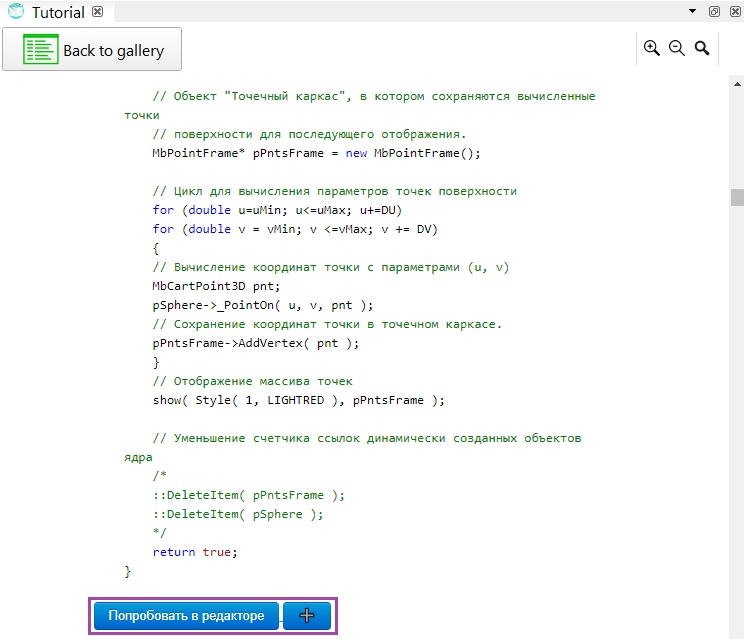 Tutorial
Back to gallery
// Объект "Точечный каркас", в котором сохраняются вычисленные
точки
// поверхности для последующего отображения.
MbPointFrame* pPntsFrame = new MbPointFrame();
// Цикл для вычисления параметров точек поверхности
for (double u=uMin; u<=uMax; u+=DU)
for (double v = vMin; v <=vMax; v += DV)
{
// Вычисление координат точки с параметрами (u, v)
MbCartPoint3D pnt;
pSphere->_PointOn( u, v, pnt );
// Сохранение координат точки в точечном каркасе.
pPntsFrame->AddVertex( pnt );
}
// Отображение массива точек
show( Style( 1, LIGHTRED ), pPntsFrame );
// Уменьшение счетчика ссылок динамически созданных объектов
ядра
/*
::DeleteItem( pPntsFrame );
::DeleteItem( pSphere );
*/
return true;
}
Попробовать в редакторе